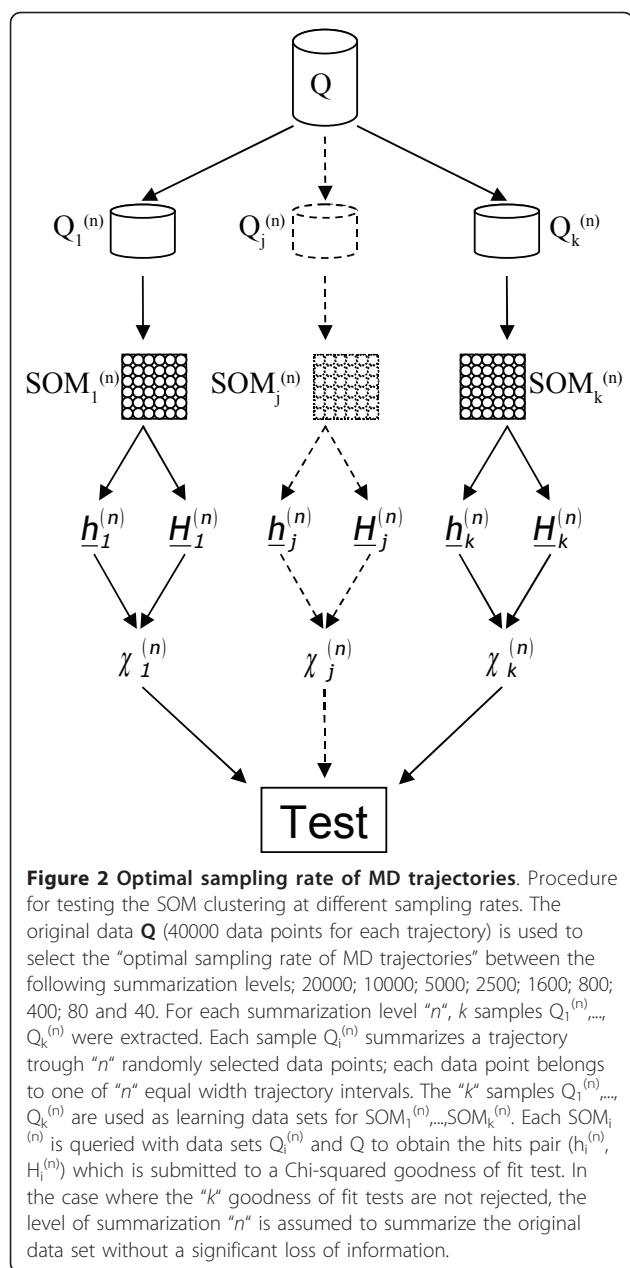 Q
Q₁⁽ⁿ⁾ Qⱼ⁽ⁿ⁾ Qₖ⁽ⁿ⁾
SOM₁⁽ⁿ⁾ SOMⱼ⁽ⁿ⁾ SOMₖ⁽ⁿ⁾
h₁⁽ⁿ⁾ H₁⁽ⁿ⁾ hⱼ⁽ⁿ⁾ Hⱼ⁽ⁿ⁾ hₖ⁽ⁿ⁾ Hₖ⁽ⁿ⁾
χ₁⁽ⁿ⁾ χⱼ⁽ⁿ⁾ χₖ⁽ⁿ⁾
Test
Figure 2 Optimal sampling rate of MD trajectories. Procedure
for testing the SOM clustering at different sampling rates. The
original data Q (40000 data points for each trajectory) is used to
select the "optimal sampling rate of MD trajectories" between the
following summarization levels; 20000; 10000; 5000; 2500; 1600; 800;
400; 80 and 40. For each summarization level "n", k samples Q₁⁽ⁿ⁾,...,
Qₖ⁽ⁿ⁾ were extracted. Each sample Qᵢ⁽ⁿ⁾ summarizes a trajectory
trough "n" randomly selected data points; each data point belongs
to one of "n" equal width trajectory intervals. The "k" samples Q₁⁽ⁿ⁾,...,
Qₖ⁽ⁿ⁾ are used as learning data sets for SOM₁⁽ⁿ⁾,...,SOMₖ⁽ⁿ⁾. Each SOMᵢ
⁽ⁿ⁾ is queried with data sets Qᵢ⁽ⁿ⁾ and Q to obtain the hits pair (hᵢ⁽ⁿ⁾,
Hᵢ⁽ⁿ⁾) which is submitted to a Chi-squared goodness of fit test. In
the case where the "k" goodness of fit tests are not rejected, the
level of summarization "n" is assumed to summarize the original
data set without a significant loss of information.